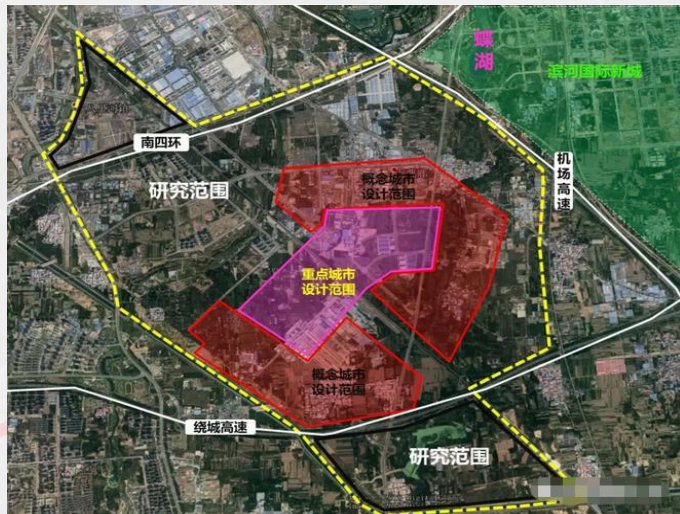 蝶
湖
滨河国际新城
南四环
机场高速
研究范围
概念城市
设计范围
重点城市
设计范围
概念城市
设计范围
绕城高速
研究范围